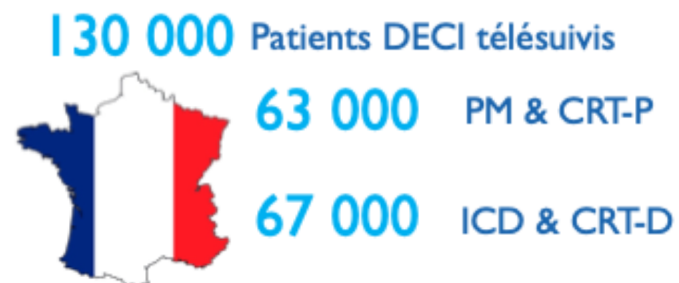 130 000 Patients DECI télésuivis
63 000 PM & CRT-P
67 000 ICD & CRT-D